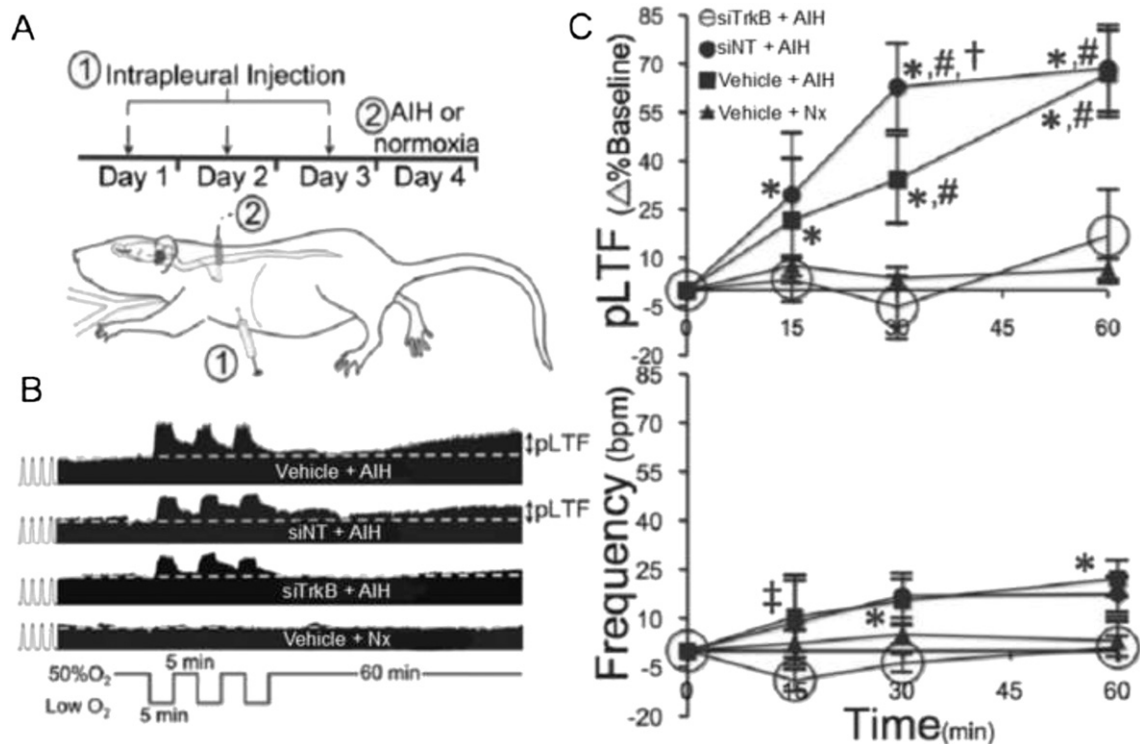 A
① Intrapleural Injection
② AIH or
normoxia
Day 1 Day 2 Day 3 Day 4
②
①
B
pLTF
Vehicle + AIH
pLTF
siNT + AIH
siTrkB + AIH
Vehicle + Nx
50%O₂
5 min
60 min
Low O₂
5 min
C
siTrkB + AIH
siNT + AIH
Vehicle + AIH
Vehicle + Nx
pLTF (△%Baseline)
85
70
55
40
25
10
-5
-20
*,#,†
*,#
*,#
*
*,#
*
0 15 30 45 60
Frequency (bpm)
85
70
55
40
25
10
-5
-20
‡
*
*
0 15 30 45 60
Time(min)